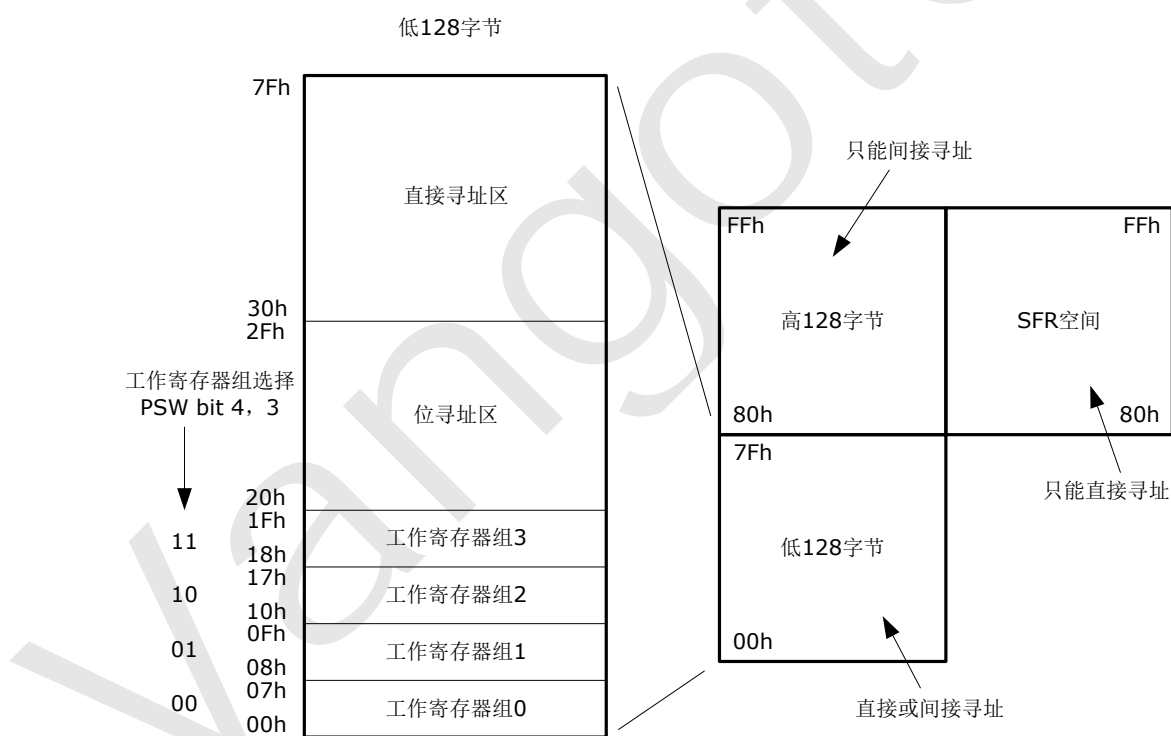 低128字节
7Fh
直接寻址区
30h
2Fh
位寻址区
20h
工作寄存器组选择
PSW bit 4，3
1Fh
工作寄存器组3
11
18h
17h
工作寄存器组2
10
10h
0Fh
工作寄存器组1
01
08h
07h
工作寄存器组0
00
00h
只能间接寻址
FFh
FFh
高128字节
SFR空间
80h
80h
只能直接寻址
7Fh
低128字节
00h
直接或间接寻址
Vango